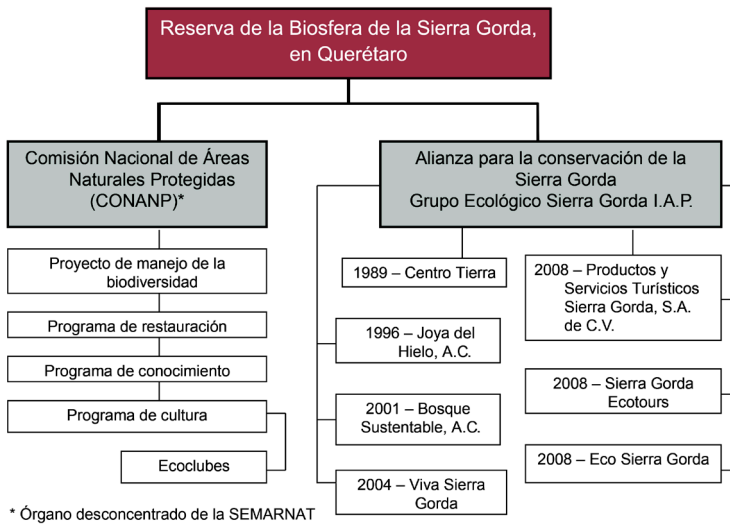 Reserva de la Biosfera de la Sierra Gorda,
en Querétaro
Comisión Nacional de Áreas
Naturales Protegidas
(CONANP)*
Proyecto de manejo de la
biodiversidad
Programa de restauración
Programa de conocimiento
Programa de cultura
Ecoclubes
Alianza para la conservación de la
Sierra Gorda
Grupo Ecológico Sierra Gorda I.A.P.
1989 – Centro Tierra
1996 – Joya del
Hielo, A.C.
2001 – Bosque
Sustentable, A.C.
2004 – Viva Sierra
Gorda
2008 – Productos y
Servicios Turísticos
Sierra Gorda, S.A.
de C.V.
2008 – Sierra Gorda
Ecotours
2008 – Eco Sierra Gorda
* Órgano desconcentrado de la SEMARNAT